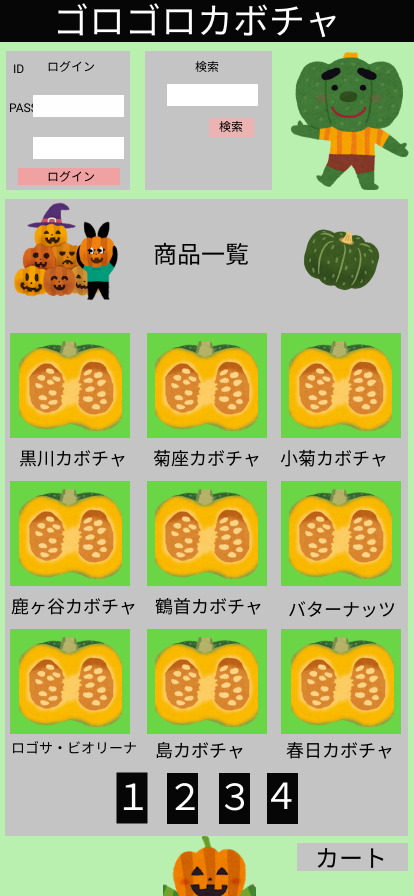 ゴロゴロカボチャ
ログイン
ID
PASS
ログイン
検索
検索
商品一覧
黒川カボチャ
菊座カボチャ
小菊カボチャ
鹿ヶ谷カボチャ
鶴首カボチャ
バターナッツ
ロゴサ・ビオリーナ
島カボチャ
春日カボチャ
1 2 3 4
カート